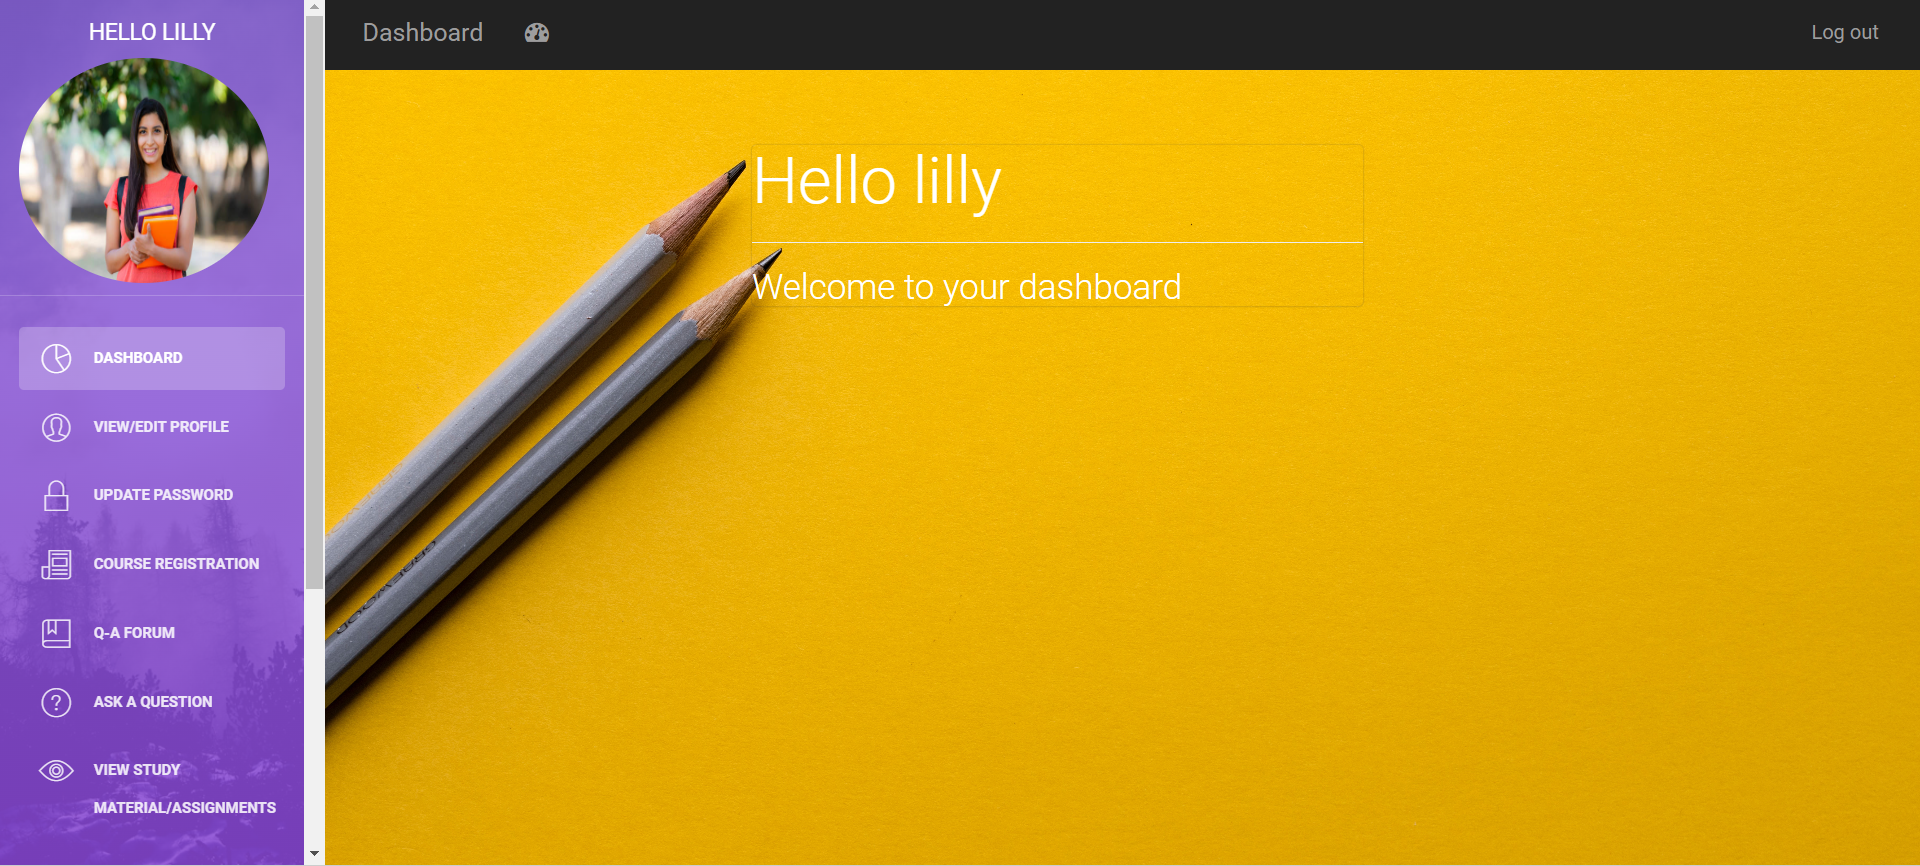 HELLO LILLY
DASHBOARD
VIEW/EDIT PROFILE
UPDATE PASSWORD
COURSE REGISTRATION
Q-A FORUM
ASK A QUESTION
VIEW STUDY
MATERIAL/ASSIGNMENTS
Dashboard
Log out
Hello lilly
Welcome to your dashboard